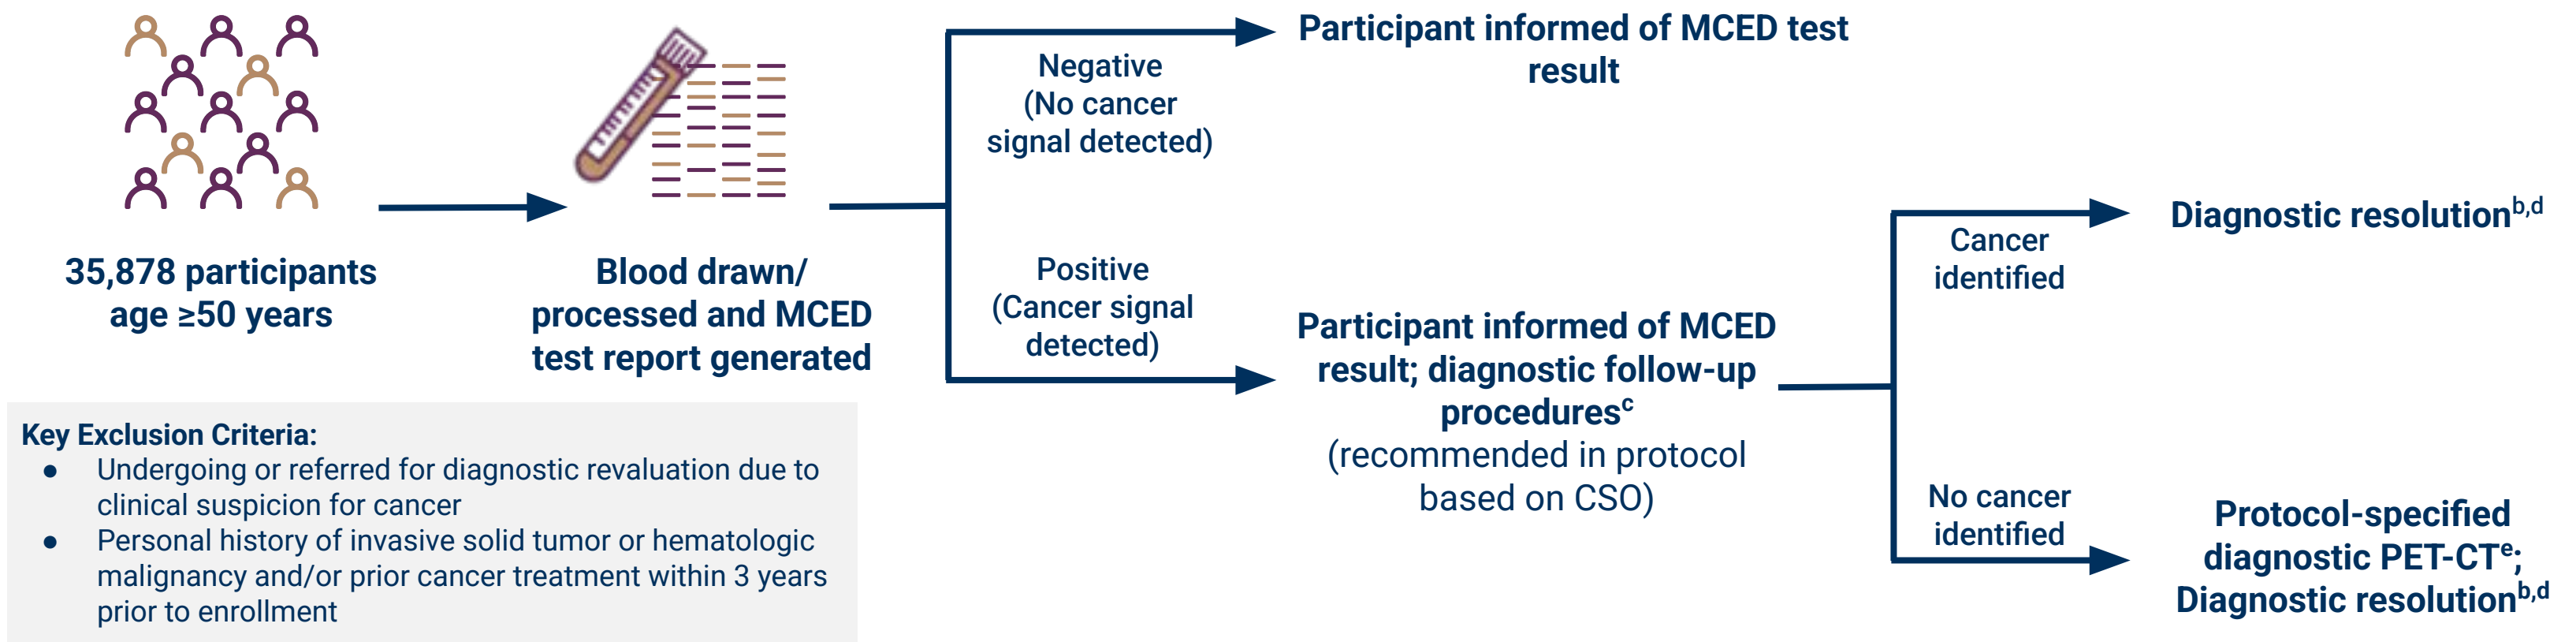 35,878 participants
age ≥50 years
Blood drawn/
processed and MCED
test report generated
Key Exclusion Criteria:
● Undergoing or referred for diagnostic revaluation due to
clinical suspicion for cancer
● Personal history of invasive solid tumor or hematologic
malignancy and/or prior cancer treatment within 3 years
prior to enrollment
Negative
(No cancer
signal detected)
Participant informed of MCED test
result
Positive
(Cancer signal
detected)
Participant informed of MCED
result; diagnostic follow-up
procedures^c
(recommended in protocol
based on CSO)
Cancer
identified
Diagnostic resolution^b,d
No cancer
identified
Protocol-specified
diagnostic PET-CT^e;
Diagnostic resolution^b,d